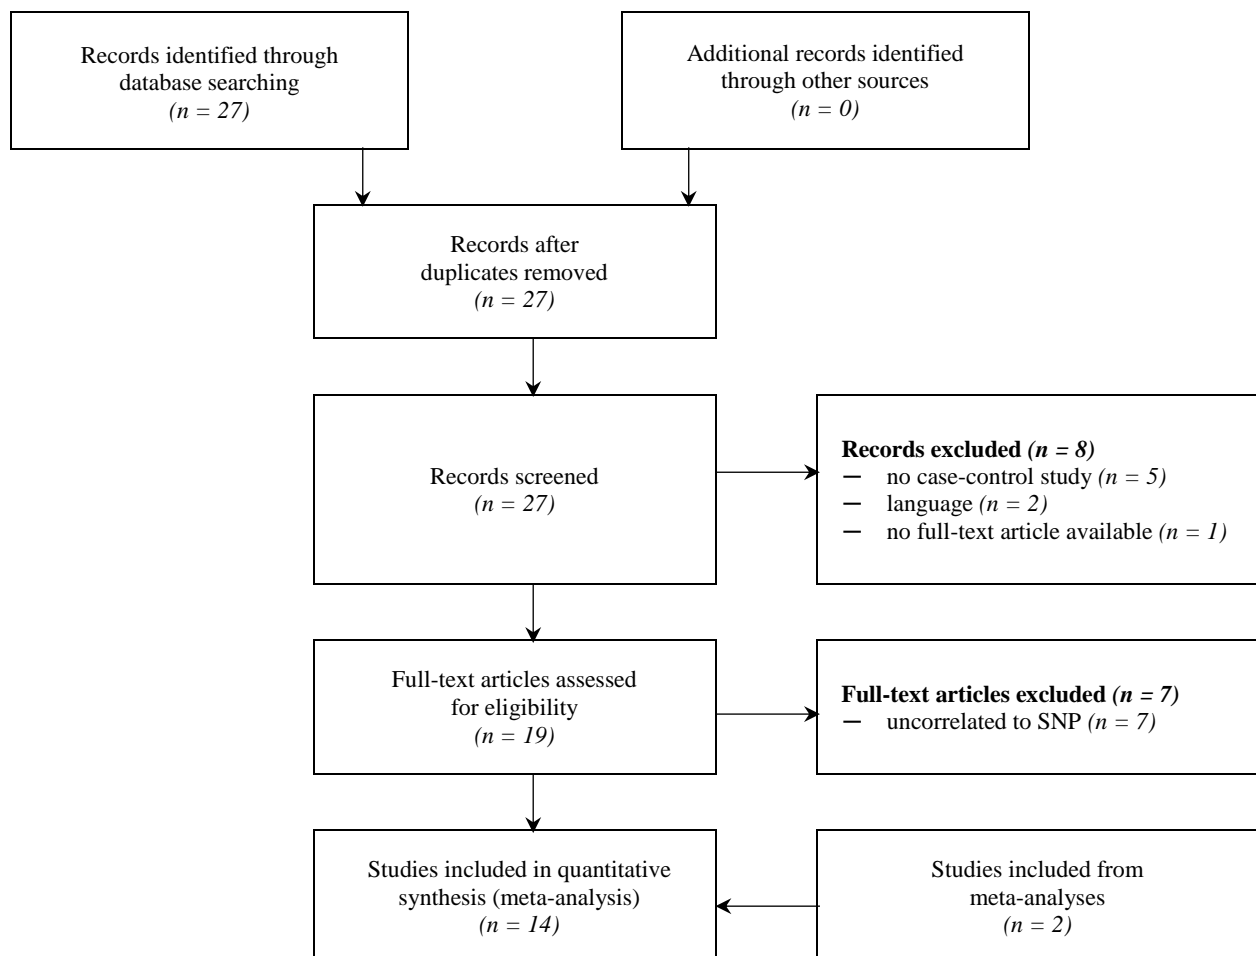 Records identified through
database searching
(n = 27)
Additional records identified
through other sources
(n = 0)
Records after
duplicates removed
(n = 27)
Records screened
(n = 27)
Records excluded (n = 8)
— no case-control study (n = 5)
— language (n = 2)
— no full-text article available (n = 1)
Full-text articles assessed
for eligibility
(n = 19)
Full-text articles excluded (n = 7)
— uncorrelated to SNP (n = 7)
Studies included in quantitative
synthesis (meta-analysis)
(n = 14)
Studies included from
meta-analyses
(n = 2)